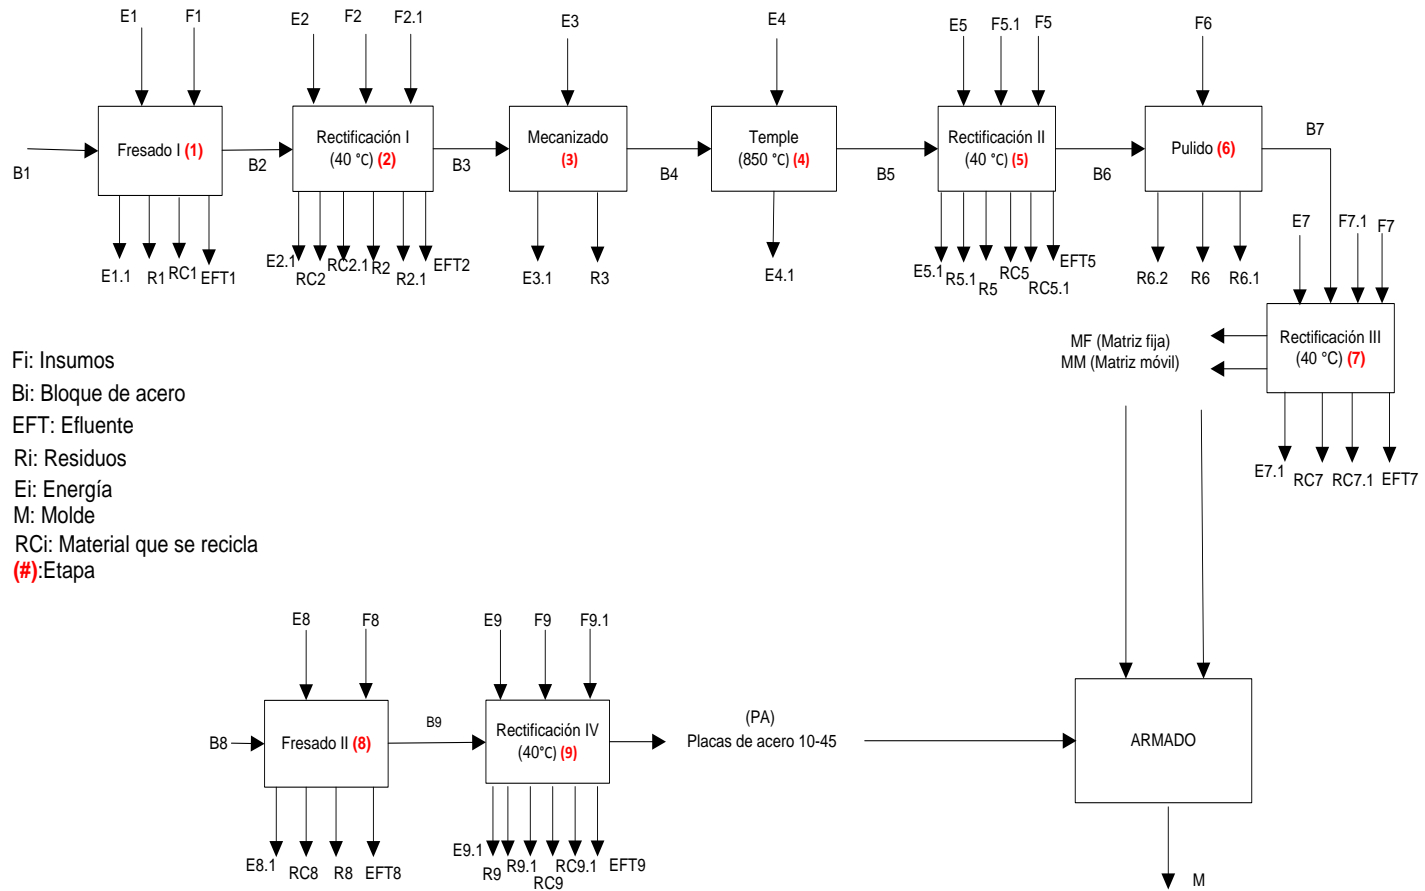 E1
F1
E2
F2
F2.1
E3
E4
E5
F5.1
F5
F6
B1
Fresado I (1)
B2
Rectificación I
(40 °C) (2)
B3
Mecanizado
(3)
B4
Temple
(850 °C) (4)
B5
Rectificación II
(40 °C) (5)
B6
Pulido (6)
B7
E1.1
R1
RC1
EFT1
E2.1
RC2
RC2.1
R2
R2.1
EFT2
E3.1
R3
E4.1
E5.1
R5.1
R5
RC5
RC5.1
EFT5
R6.2
R6
R6.1
E7
F7.1
F7
MF (Matriz fija)
MM (Matriz móvil)
Rectificación III
(40 °C) (7)
E7.1
RC7
RC7.1
EFT7
Fi: Insumos
Bi: Bloque de acero
EFT: Efluente
Ri: Residuos
Ei: Energía
M: Molde
RCi: Material que se recicla
(#):Etapa
E8
F8
E9
F9
F9.1
B8
Fresado II (8)
B9
Rectificación IV
(40°C) (9)
(PA)
Placas de acero 10-45
ARMADO
E8.1
RC8
R8
EFT8
E9.1
R9
R9.1
RC9
RC9.1
EFT9
M